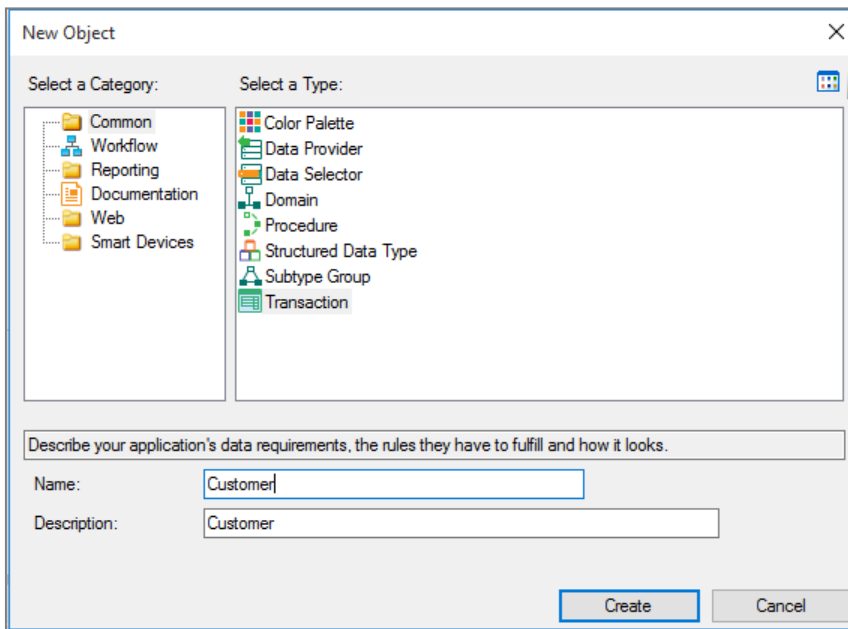 New Object
Select a Category:
Select a Type:
Common
Workflow
Reporting
Documentation
Web
Smart Devices
Color Palette
Data Provider
Data Selector
Domain
Procedure
Structured Data Type
Subtype Group
Transaction
Describe your application's data requirements, the rules they have to fulfill and how it looks.
Name:
Customer
Description:
Customer
Create
Cancel